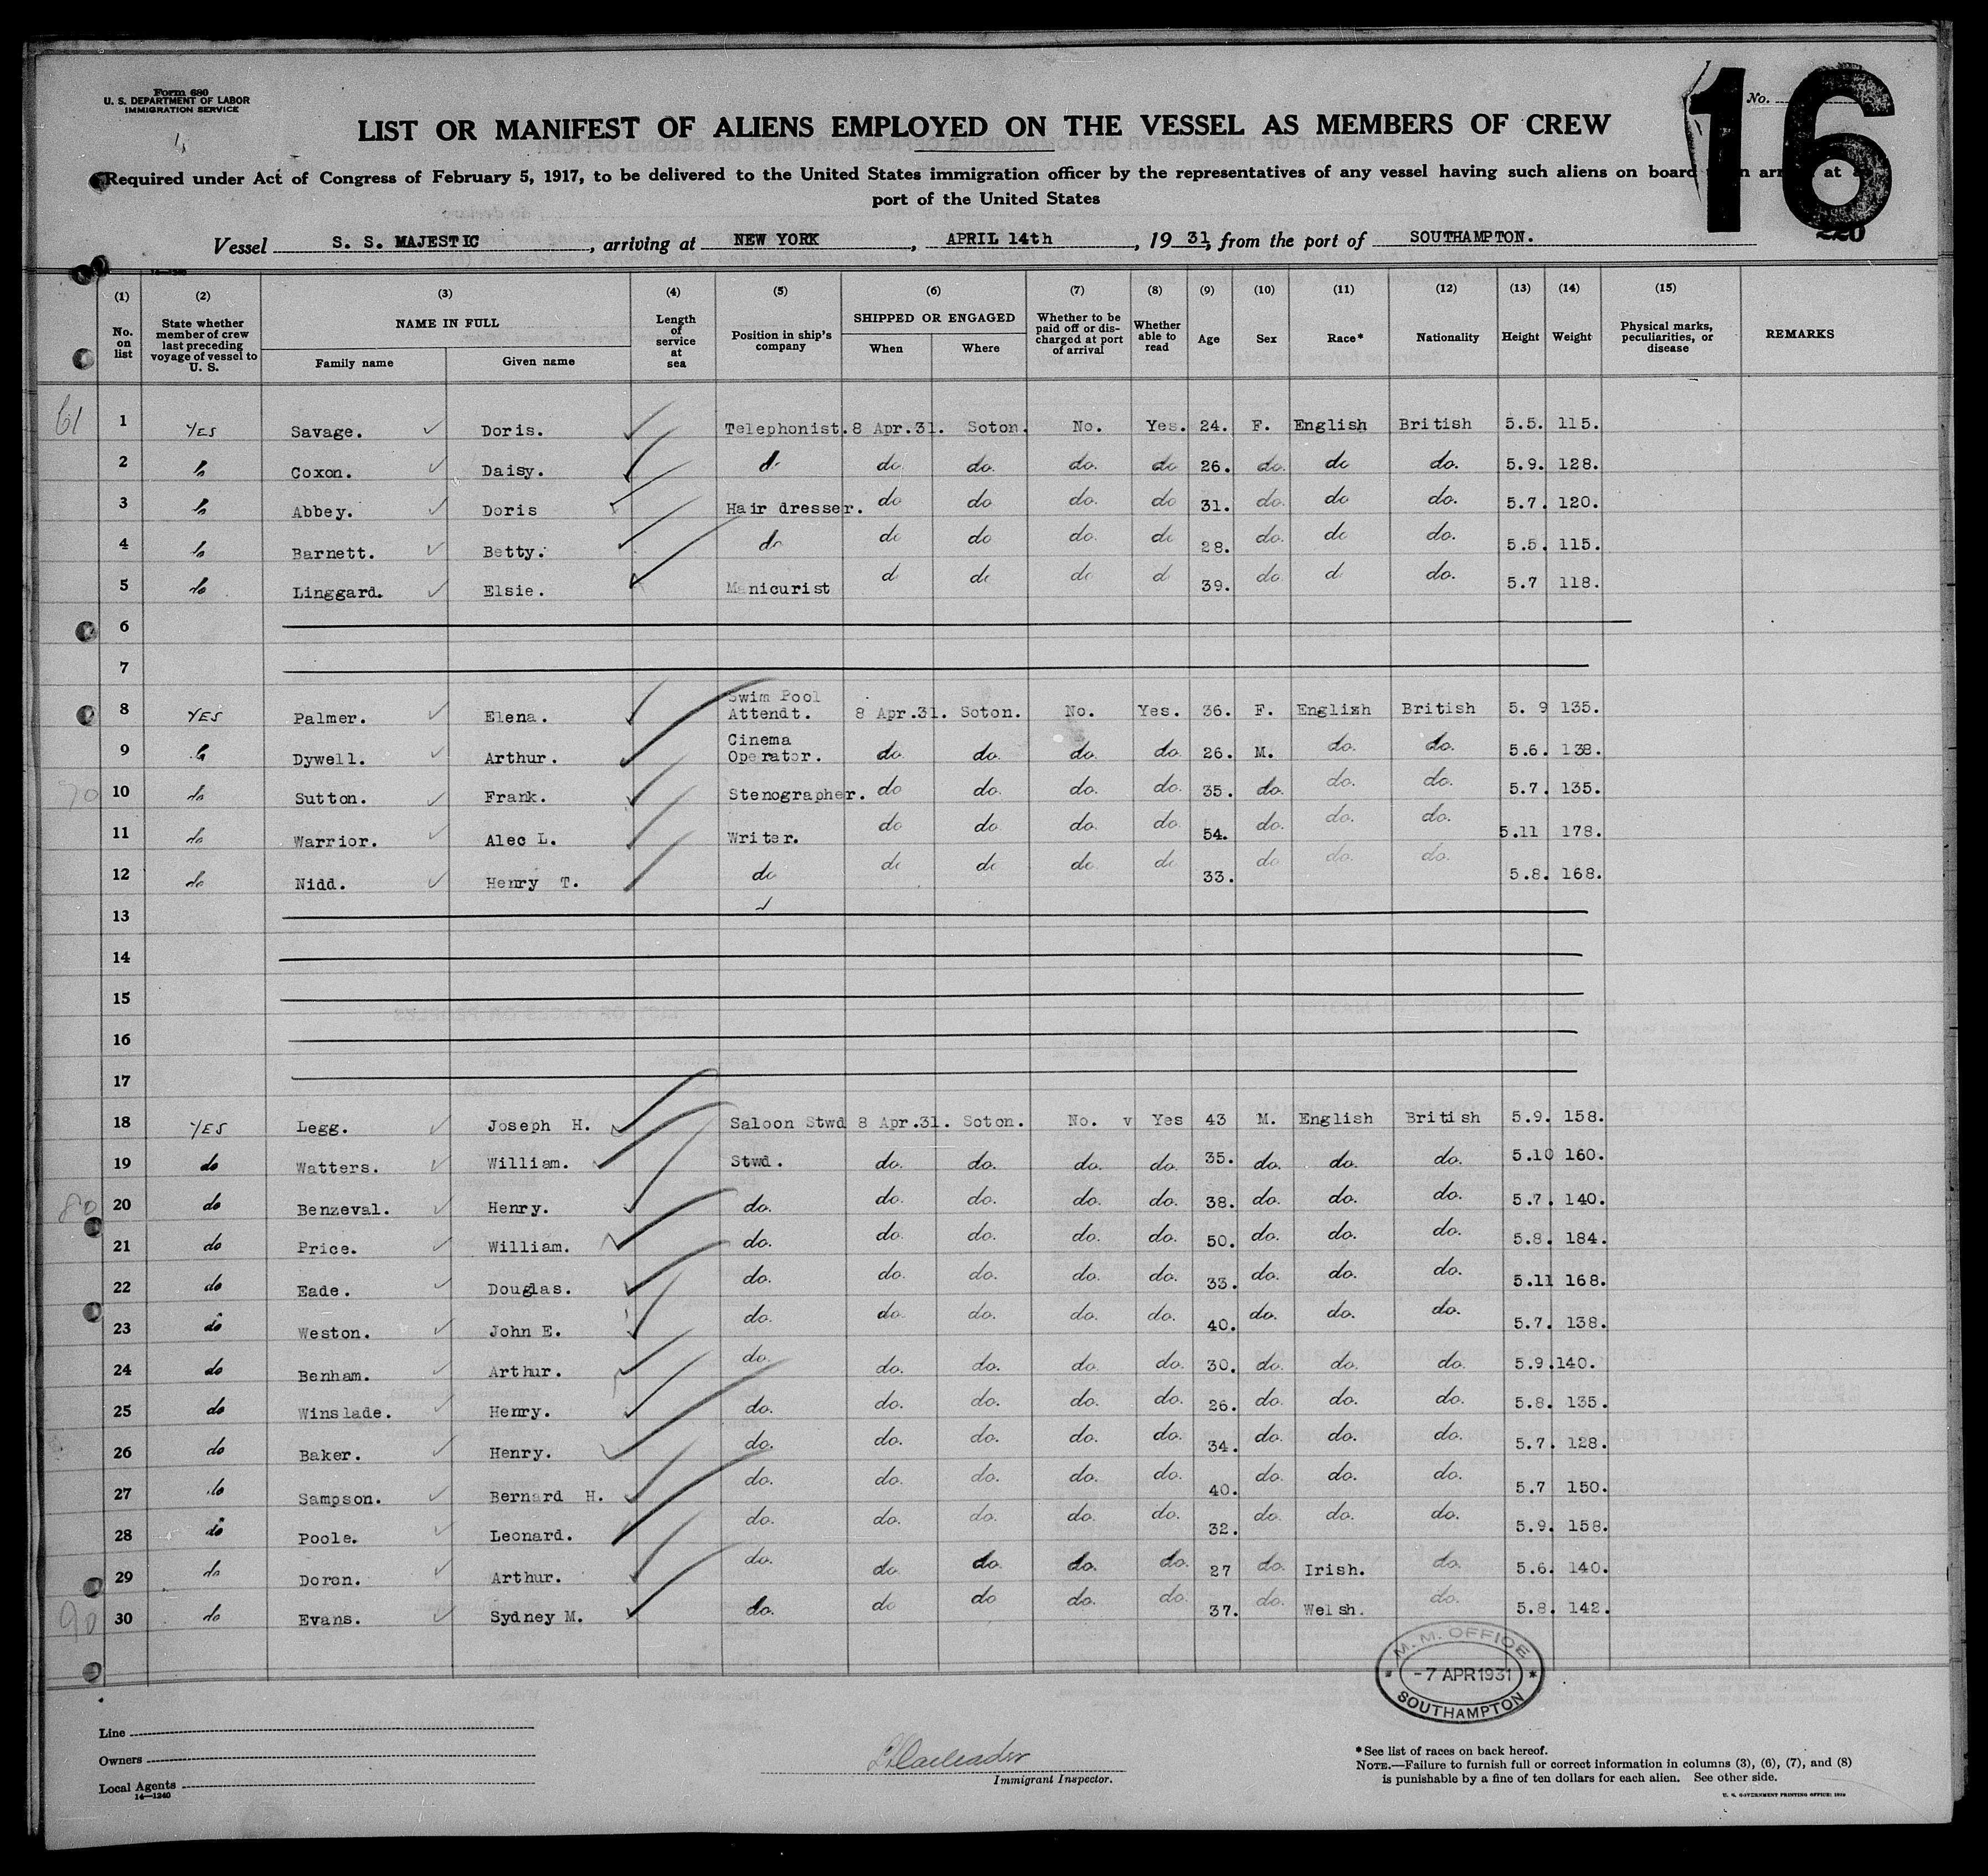 Form 680
U. S. DEPARTMENT OF LABOR
IMMIGRATION SERVICE
No.
16
220
LIST OR MANIFEST OF ALIENS EMPLOYED ON THE VESSEL AS MEMBERS OF CREW
Required under Act of Congress of February 5, 1917, to be delivered to the United States immigration officer by the representatives of any vessel having such aliens on board at
port of the United States
Vessel S. S. MAJESTIC, arriving at NEW YORK, APRIL 14th, 19 31, from the port of SOUTHAMPTON.
(1) (2) (3) (4) (5) (6) (7) (8) (9) (10) (11) (12) (13) (14) (15)
No. on list State whether member of crew last preceding voyage of vessel to U. S. NAME IN FULL Family name Given name Length of service at sea Position in ship's company SHIPPED OR ENGAGED When Where Whether to be paid off or discharged at port of arrival Whether able to read Age Sex Race* Nationality Height Weight Physical marks, peculiarities, or disease REMARKS
61 1 YES Savage. Doris. Telephonist. 8 Apr.31. Soton. No. Yes. 24. F. English British 5.5. 115.
2 do Coxon. Daisy. do do. do. do. do 26. do. do do. 5.9. 128.
3 do Abbey. Doris Hair dresser. do do do. do 31. do. do do. 5.7. 120.
4 do Barnett. Betty. do do do do. do 28. do. do do. 5.5. 115.
5 do Linggard. Elsie. Manicurist do do do do 39. do do do. 5.7 118.
6
7
8 YES Palmer. Elena. Swim Pool Attendt. 8 Apr.31. Soton. No. Yes. 36. F. English British 5. 9 135.
9 do Dywell. Arthur. Cinema Operator. do. do. do. do. 26. M. do. do. 5.6. 138.
70 10 do Sutton. Frank. Stenographer. do do. do. do. 35. do. do. do. 5.7. 135.
11 do Warrior. Alec L. Writer. do do. do. do. 54. do. do. do. 5.11 178.
12 do Nidd. Henry T. do do do do. do 33. do do. do. 5.8. 168.
13
14
15
16
17
18 YES Legg. Joseph H. Saloon Stwd 8 Apr.31. Soton. No. v Yes 43 M. English British 5.9. 158.
19 do Watters. William. Stwd. do. do. do. do. 35. do. do. do. 5.10 160.
80 20 do Benzeval. Henry. do. do. do. do. do. 38. do. do. do. 5.7. 140.
21 do Price. William. do. do. do. do. do. 50. do. do. do. 5.8. 184.
22 do Eade. Douglas. do. do. do. do. do. 33. do. do. do. 5.11 168.
23 do Weston. John E. do. do. do. do. do. 40. do. do. do. 5.7. 138.
24 do Benham. Arthur. do. do. do. do. do. 30. do. do. do. 5.9. 140.
25 do Winslade. Henry. do. do. do. do. do. 26. do. do. do. 5.8. 135.
26 do Baker. Henry. do. do. do. do. do. 34. do. do. do. 5.7. 128.
27 do Sampson. Bernard H. do. do. do. do. do. 40. do. do. do. 5.7 150.
28 do Poole. Leonard. do. do. do. do. do. 32. do. do. do. 5.9. 158.
29 do Doron. Arthur. do. do. do. do. do. 27 do. Irish. do. 5.6. 140.
90 30 do Evans. Sydney M. do. do do do. do. 37. do. Welsh. do. 5.8. 142.
M. M. OFFICE
-7 APR 1931
SOUTHAMPTON
Line
Owners
Local Agents
14—1240
Immigrant Inspector.
*See list of races on back hereof.
NOTE.—Failure to furnish full or correct information in columns (3), (6), (7), and (8)
is punishable by a fine of ten dollars for each alien. See other side.